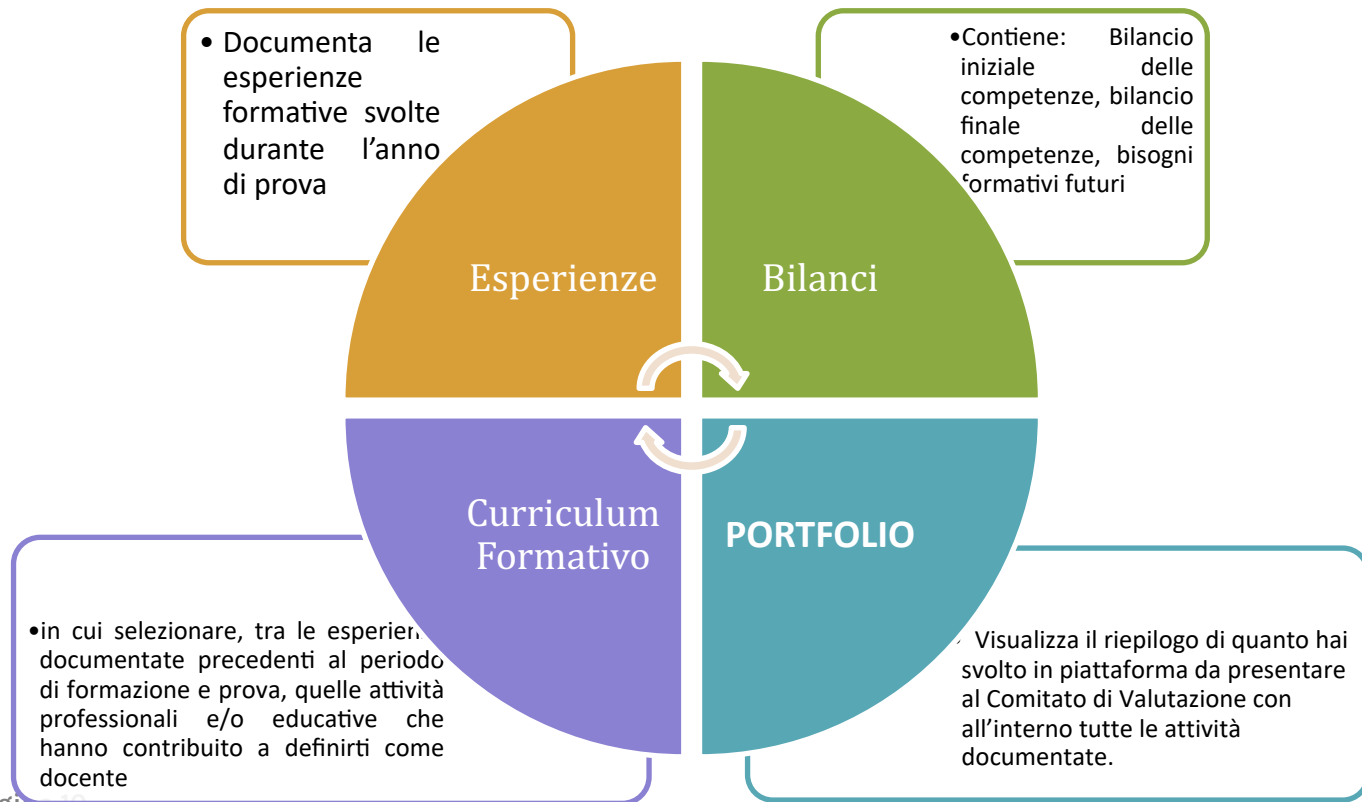 • Documenta le
esperienze
formative svolte
durante l’anno
di prova
•Contiene: Bilancio
iniziale delle
competenze, bilancio
finale delle
competenze, bisogni
formativi futuri
Esperienze
Bilanci
Curriculum
Formativo
PORTFOLIO
•in cui selezionare, tra le
documentate precedenti al periodo
di formazione e prova, quelle attività
professionali e/o educative che
hanno contribuito a definirti come
docente
Visualizza il riepilogo di quanto hai
svolto in piattaforma da presentare
al Comitato di Valutazione con
all’interno tutte le attività
documentate.